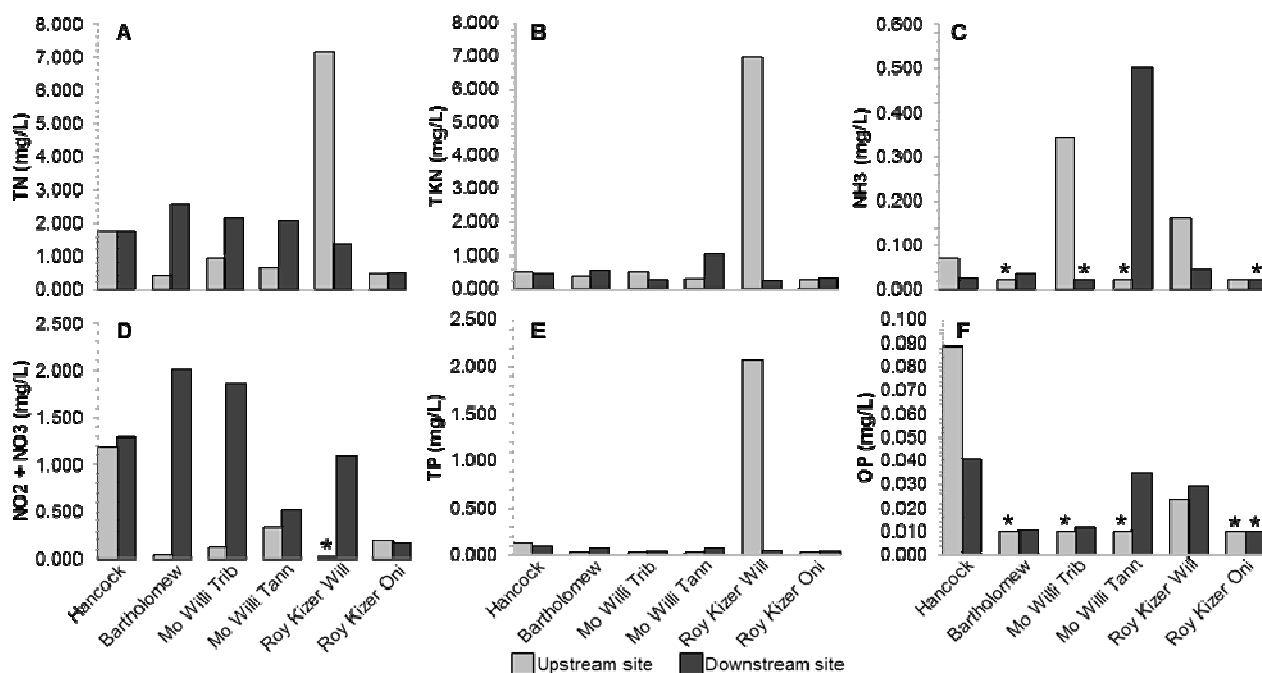 A
8.000
7.000
6.000
5.000
4.000
3.000
2.000
1.000
0.000
TN (mg/L)
B
8.000
7.000
6.000
5.000
4.000
3.000
2.000
1.000
0.000
TKN (mg/L)
C
0.600
0.500
0.300
0.200
0.100
0.000
NH3 (mg/L)
* * * *
D
2.500
2.000
1.500
1.000
0.500
0.000
NO2 + NO3 (mg/L)
*
Hancock
Bartholomew
Mo Willi Trib
Mo Willi Tann
Roy Kizer Will
Roy Kizer Oni
E
2.500
2.000
1.500
1.000
0.500
0.000
TP (mg/L)
Hancock
Bartholomew
Mo Willi Trib
Mo Willi Tann
Roy Kizer Will
Roy Kizer Oni
F
0.100
0.090
0.080
0.060
0.050
0.040
0.030
0.010
0.000
OP (mg/L)
* * * * *
Hancock
Bartholomew
Mo Willi Trib
Mo Willi Tann
Roy Kizer Will
Roy Kizer Oni
Upstream site
Downstream site